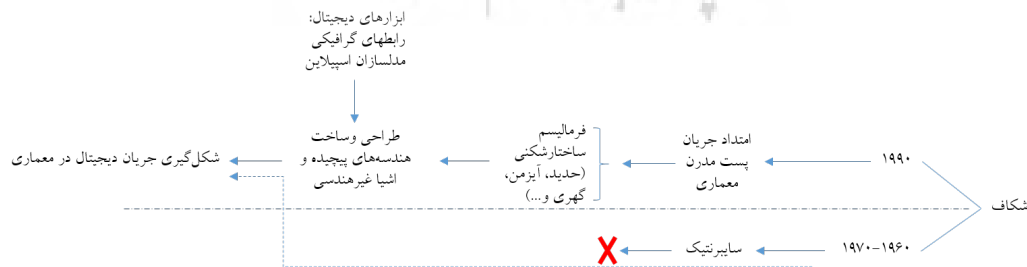 ابزارهای دیجیتال:
رابطهای گرافیکی
مدلسازان اسپیلاین
شکاف
۱۹۹۰
امتداد جریان
پست مدرن
معماری
فرمالیسم
ساختارشکنی
(حدید، آیزمن،
گهری و...)
طراحی وساخت
هندسه‌های پیچیده و
اشیا غیرهندسی
شکل‌گیری جریان دیجیتال در معماری
۱۹۶۰-۱۹۷۰
سایبرنتیک